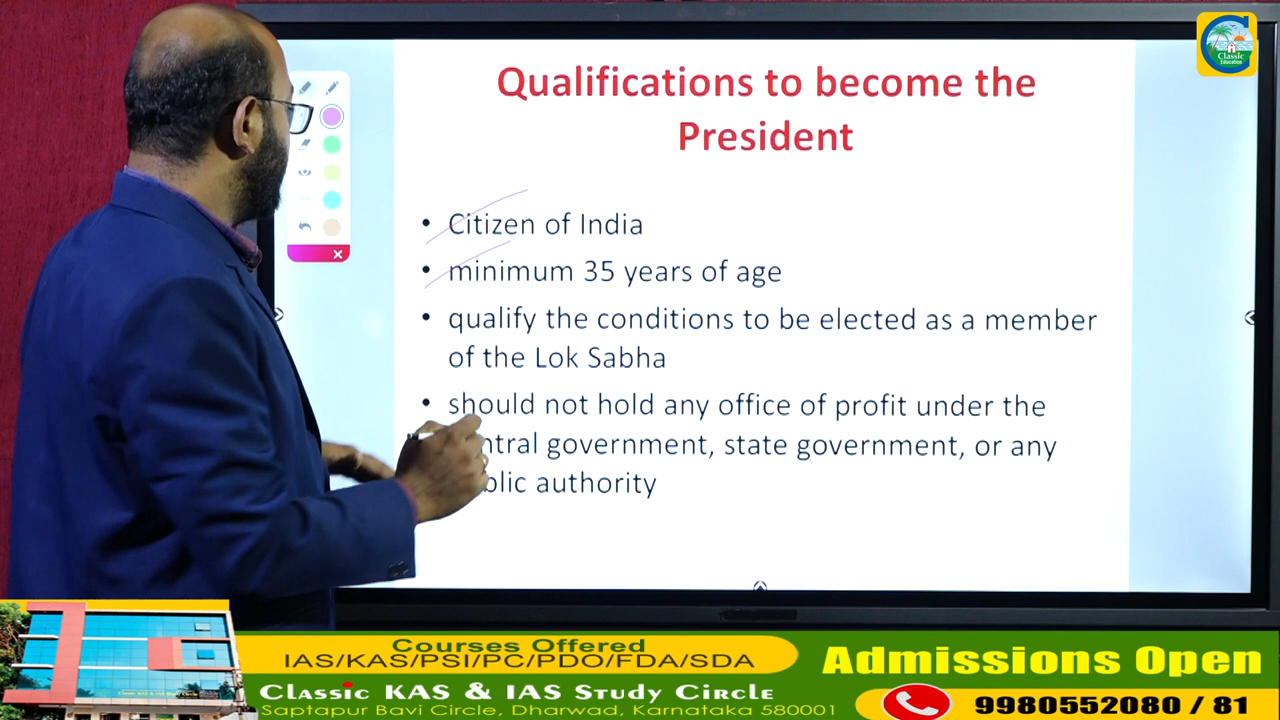 Classic
Education
Qualifications to become the
President
• Citizen of India
• minimum 35 years of age
• qualify the conditions to be elected as a member
of the Lok Sabha
• should not hold any office of profit under the
government, state government, or any
authority
Courses Offered
IAS/KAS/PSI/PC/PDO/FDA/SDA
Classic KAS & IAS Study Circle
Saptapur Bavi Circle, Dharwad, Karnataka 580001
Admissions Open
9980552080 / 81